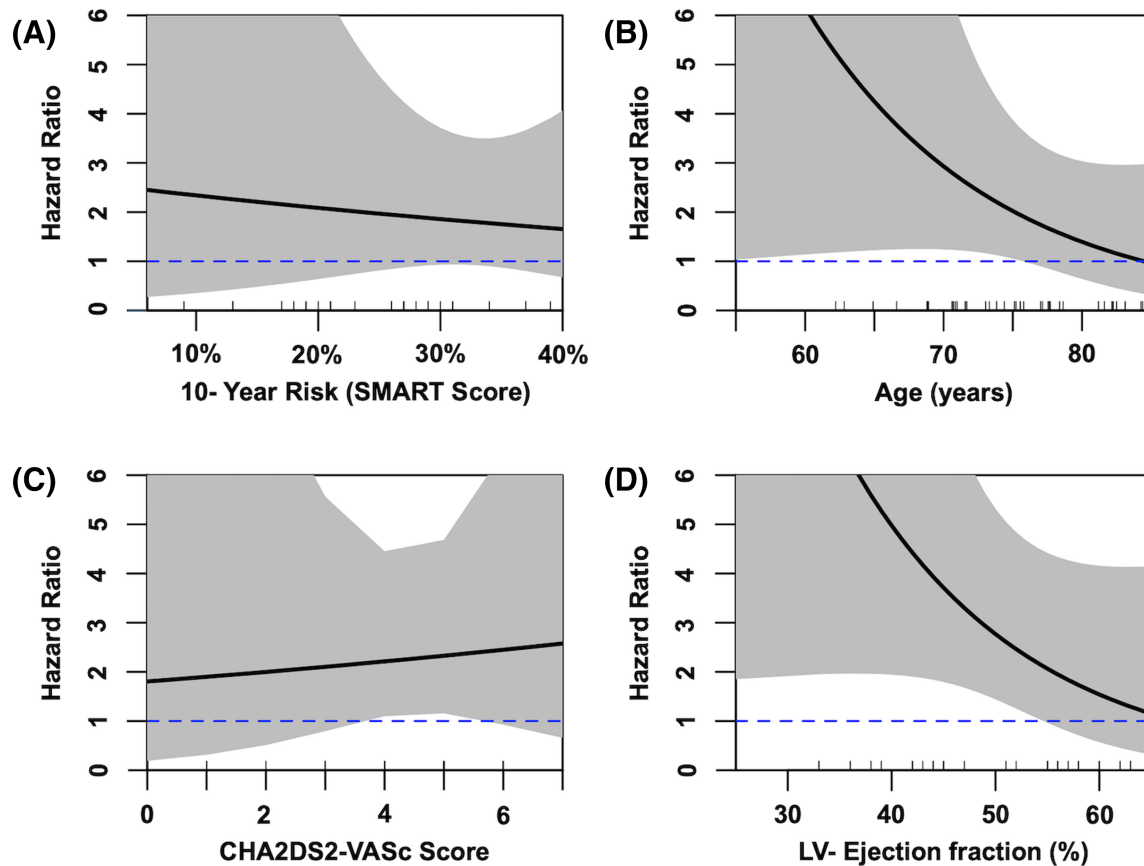 (A)
Hazard Ratio
6
5
4
3
2
1
0
10% 20% 30% 40%
10- Year Risk (SMART Score)
(B)
Hazard Ratio
6
5
4
3
2
1
0
60 70 80
Age (years)
(C)
Hazard Ratio
6
5
4
3
2
1
0
0 2 4 6
CHA2DS2-VASc Score
(D)
Hazard Ratio
6
5
4
3
2
1
0
30 40 50 60
LV- Ejection fraction (%)